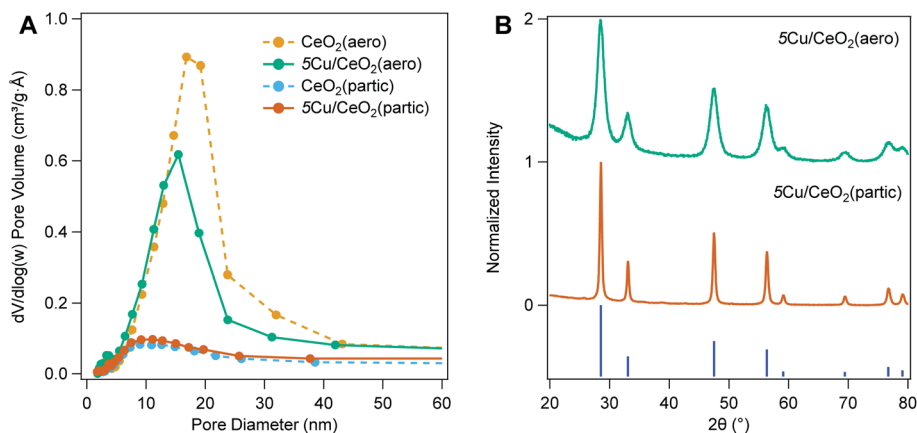 A
1.0
0.8
0.6
0.4
0.2
0.0
dV/dlog(w) Pore Volume (cm³/g·Å)
CeO₂(aero)
5Cu/CeO₂(aero)
CeO₂(partic)
5Cu/CeO₂(partic)
0 10 20 30 40 50 60
Pore Diameter (nm)
B
2
1
0
Normalized Intensity
5Cu/CeO₂(aero)
5Cu/CeO₂(partic)
20 30 40 50 60 70 80
2θ (°)